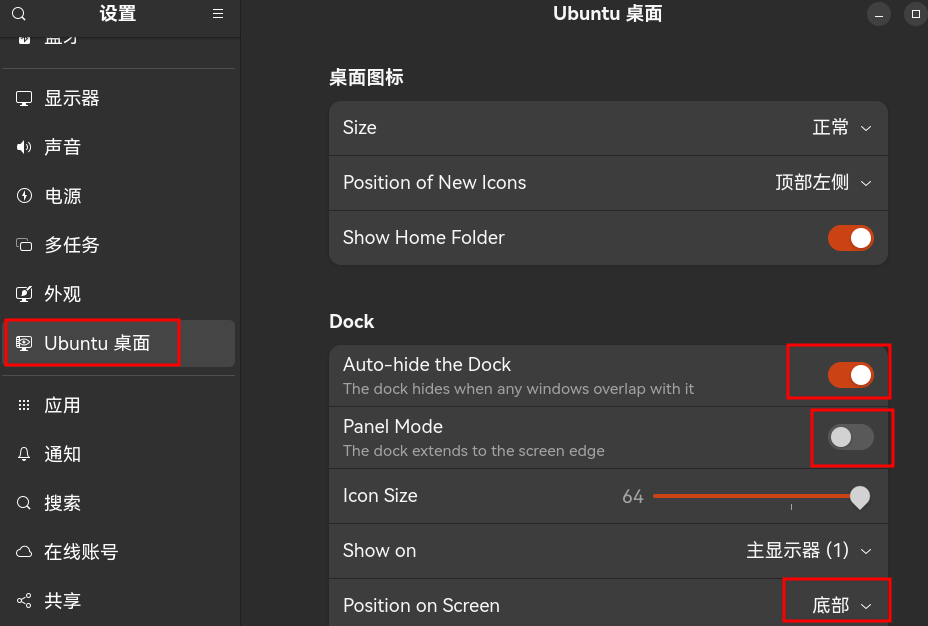 设置
蓝牙
显示器
声音
电源
多任务
外观
Ubuntu 桌面
应用
通知
搜索
在线账号
共享
Ubuntu 桌面
桌面图标
Size 正常
Position of New Icons 顶部左侧
Show Home Folder
Dock
Auto-hide the Dock
The dock hides when any windows overlap with it
Panel Mode
The dock extends to the screen edge
Icon Size 64
Show on 主显示器 (1)
Position on Screen 底部